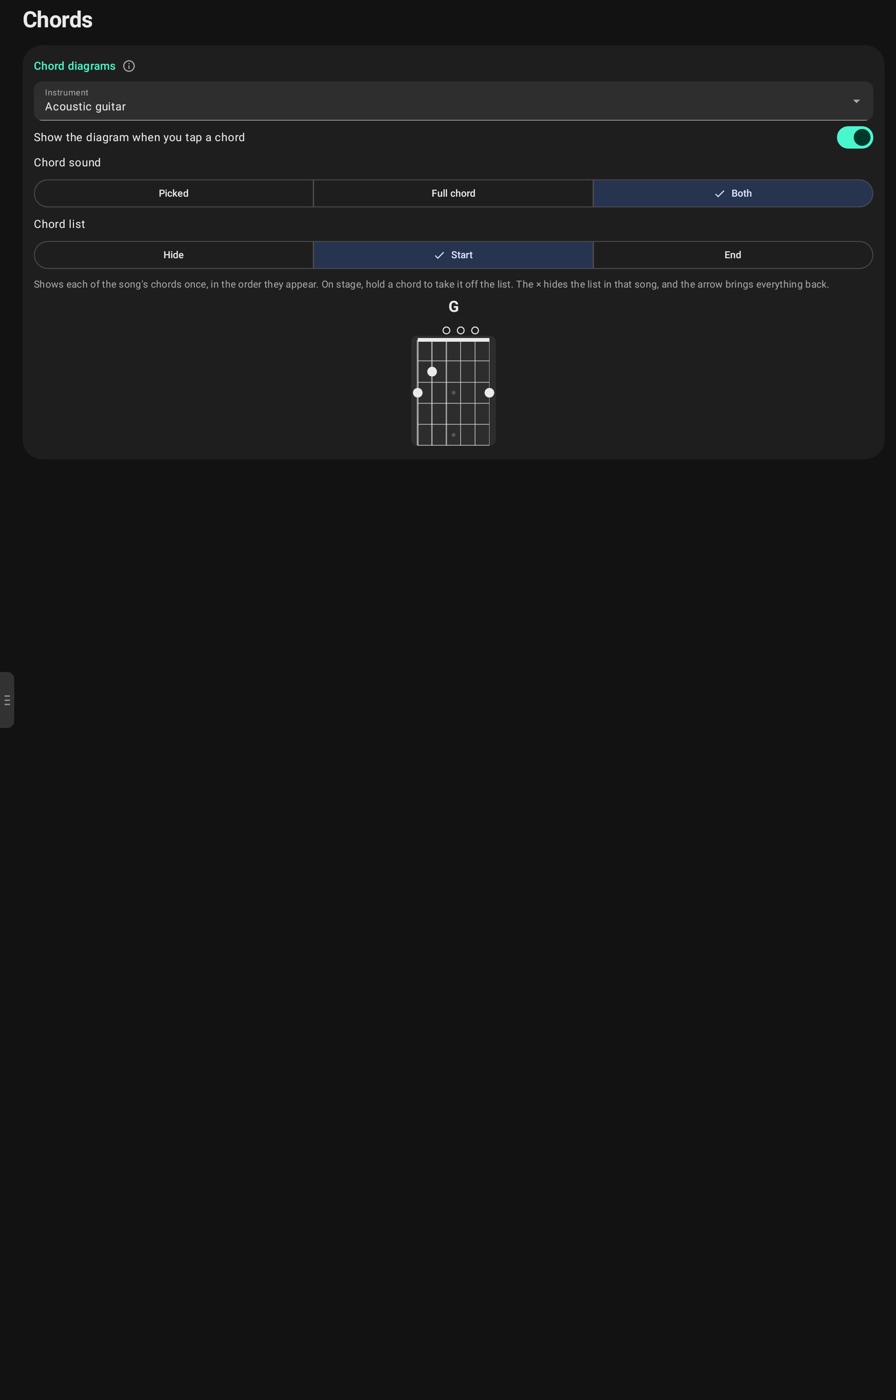 Chords
Chord diagrams
Instrument
Acoustic guitar
Show the diagram when you tap a chord
Chord sound
Picked
Full chord
Both
Chord list
Hide
Start
End
Shows each of the song's chords once, in the order they appear. On stage, hold a chord to take it off the list. The × hides the list in that song, and the arrow brings everything back.
G